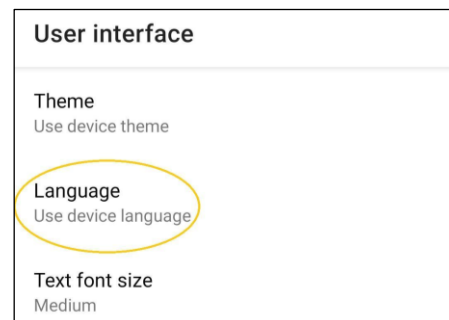 User interface
Theme
Use device theme
Language
Use device language
Text font size
Medium